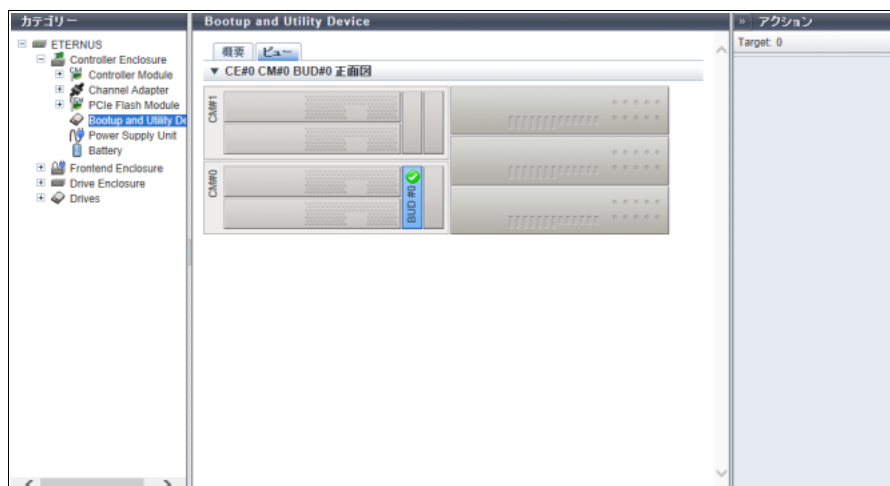 カテゴリー
ETERNUS
Controller Enclosure
Controller Module
Channel Adapter
PCIe Flash Module
Bootup and Utility De
Power Supply Unit
Battery
Frontend Enclosure
Drive Enclosure
Drives
Bootup and Utility Device
概要 ビュー
▼ CE#0 CM#0 BUD#0 正面図
CM#1
CM#0
BUD #0
» アクション
Target: 0